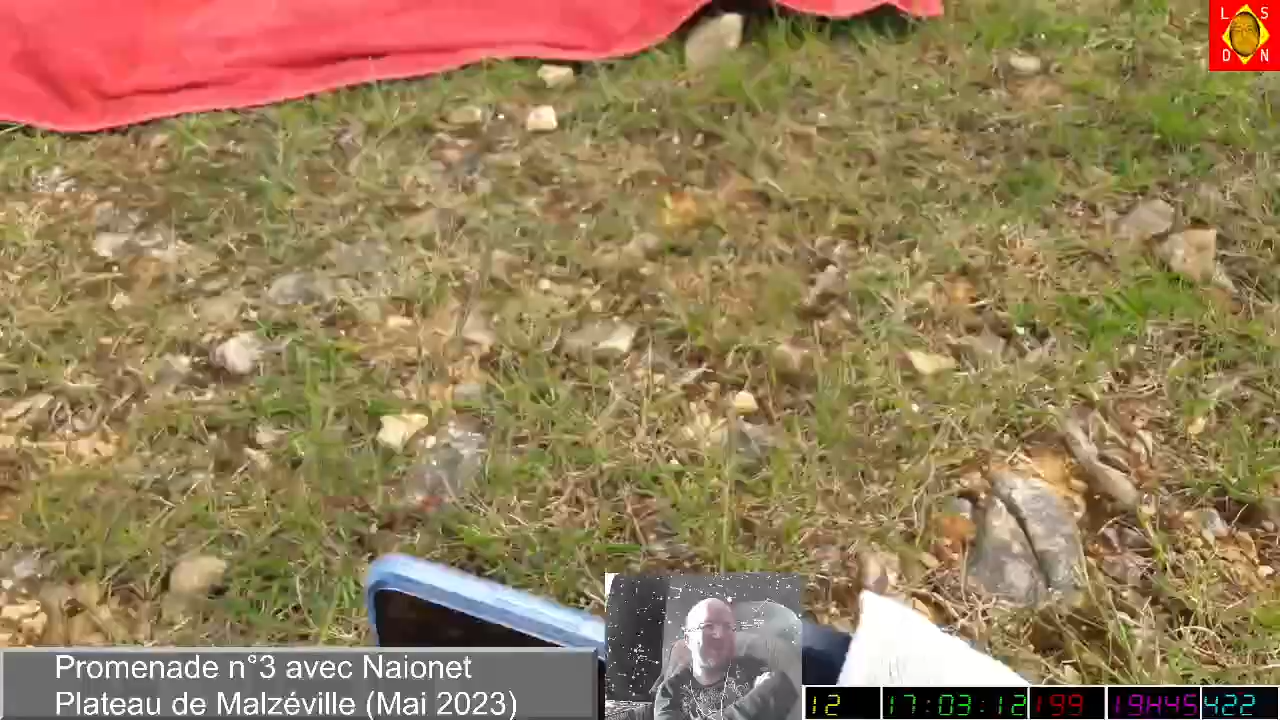 L S
D N
Promenade n°3 avec Naionet
Plateau de Malzéville (Mai 2023)
12 17:03:12 199 19H45 422